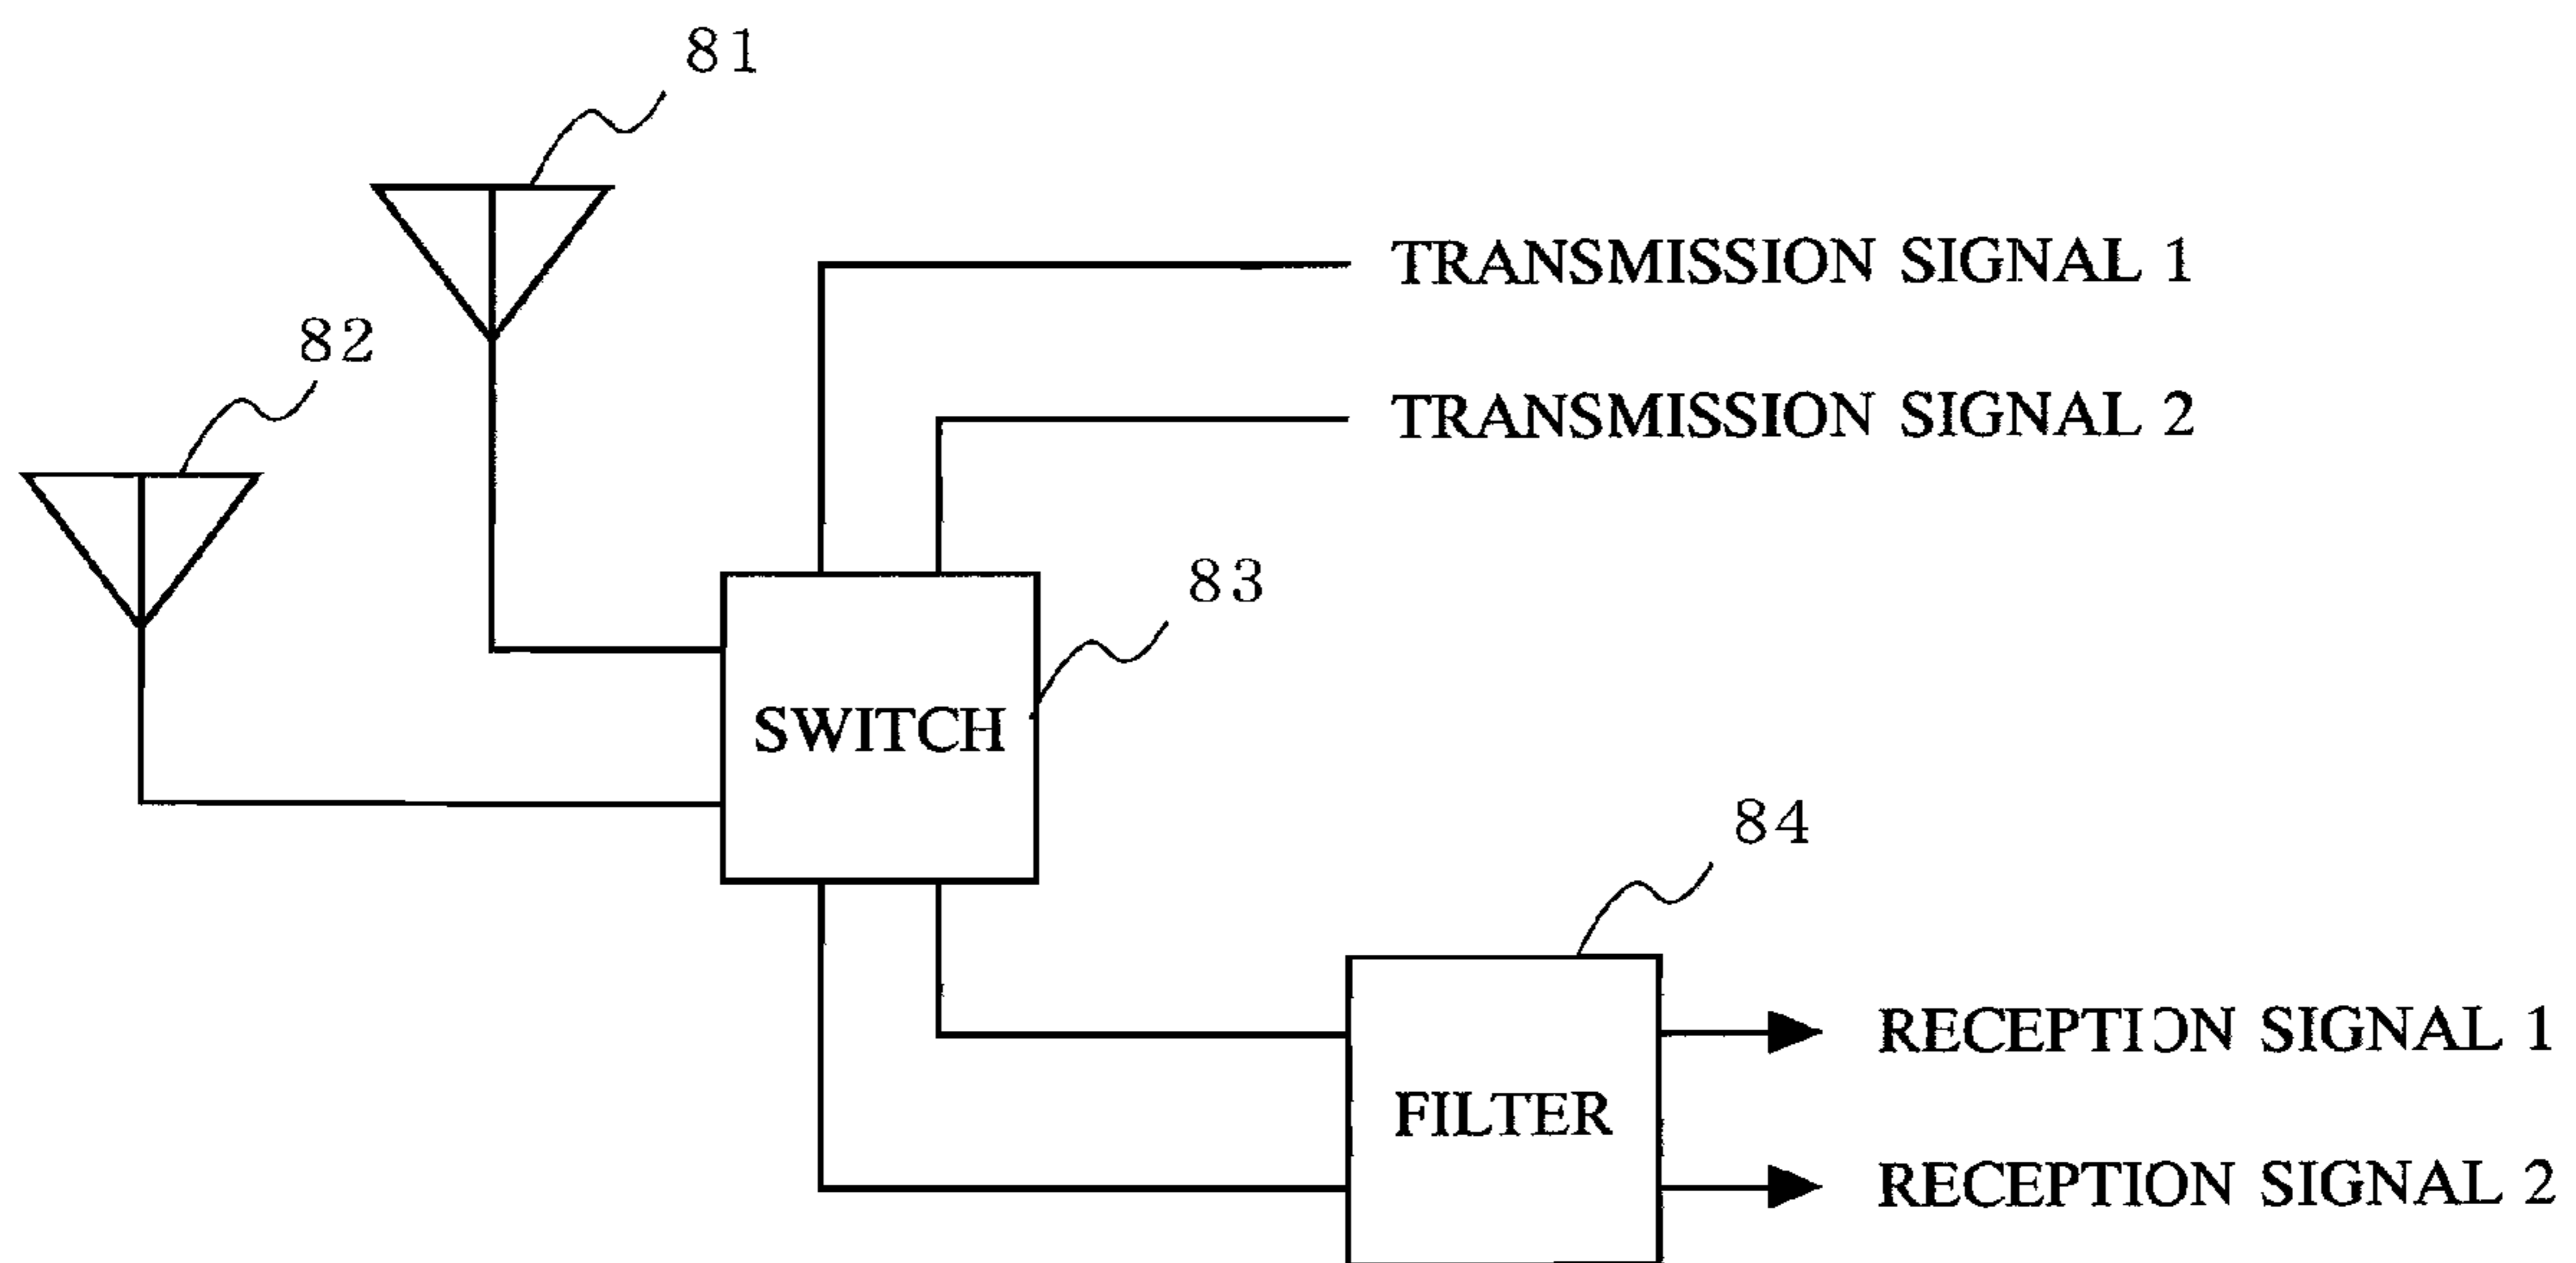 81
TRANSMISSION SIGNAL 1
82
TRANSMISSION SIGNAL 2
83
SWITCH
84
RECEPTION SIGNAL 1
FILTER
RECEPTION SIGNAL 2